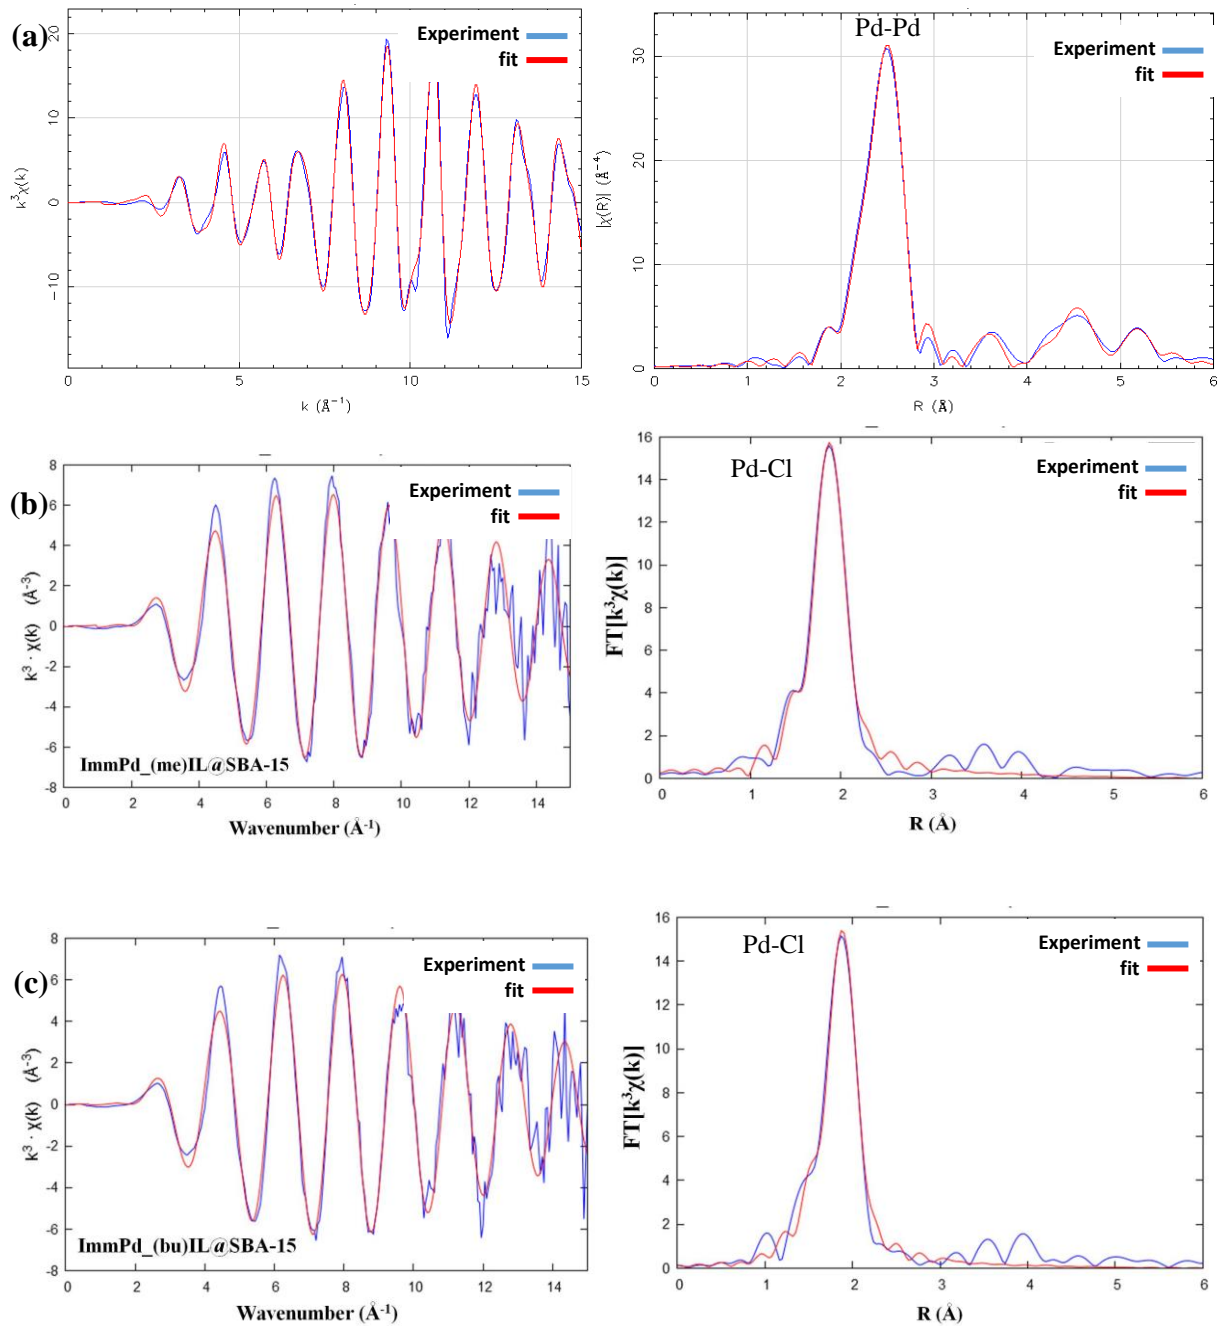 (a)
Experiment
fit
20
10
0
−10
k³χ(k)
0
5
10
15
k (Å⁻¹)
Pd-Pd
Experiment
fit
30
20
10
0
|χ(R)| (Å⁻⁴)
0
1
2
3
4
5
6
R (Å)
(b)
Experiment
fit
8
6
4
2
0
-2
-4
-6
-8
k³ · χ(k) (Å⁻³)
ImmPd_(me)IL@SBA-15
0
2
4
6
8
10
12
14
Wavenumber (Å⁻¹)
Pd-Cl
Experiment
fit
16
14
12
10
8
6
4
2
0
FT[k³χ(k)]
0
1
2
3
4
5
6
R (Å)
(c)
Experiment
fit
8
6
4
2
0
-2
-4
-6
-8
k³ · χ(k) (Å⁻³)
ImmPd_(bu)IL@SBA-15
0
2
4
6
8
10
12
14
Wavenumber (Å⁻¹)
Pd-Cl
Experiment
fit
16
14
12
10
8
6
4
2
0
FT[k³χ(k)]
0
1
2
3
4
5
6
R (Å)